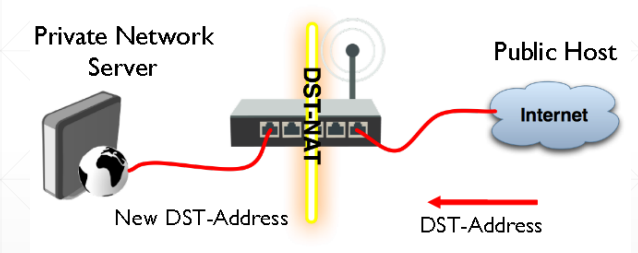 Private Network
Server
Public Host
DST-NAT
Internet
New DST-Address
DST-Address